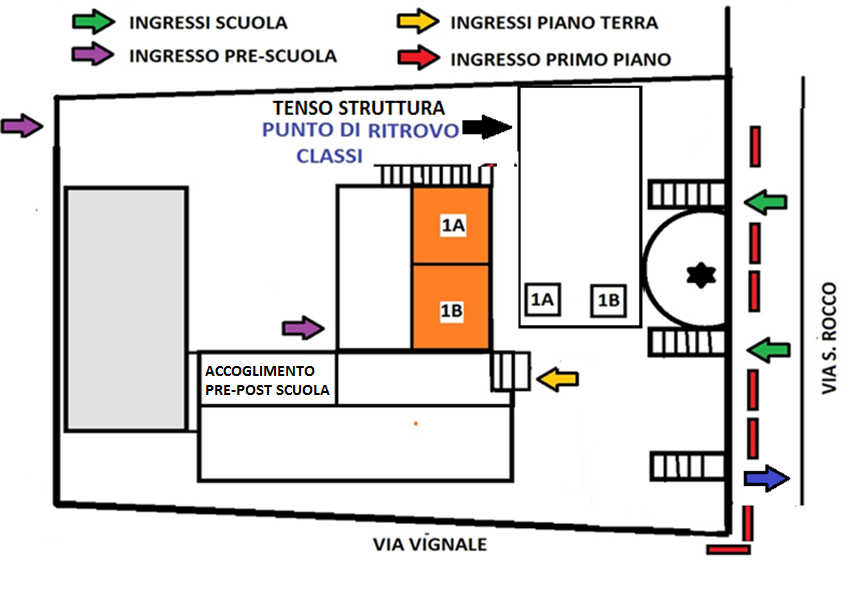 INGRESSI SCUOLA
INGRESSI PIANO TERRA
INGRESSO PRE-SCUOLA
INGRESSO PRIMO PIANO
TENSO STRUTTURA
PUNTO DI RITROVO
CLASSI
1A
1B
1A
1B
ACCOGLIMENTO
PRE-POST SCUOLA
VIA S. ROCCO
VIA VIGNALE